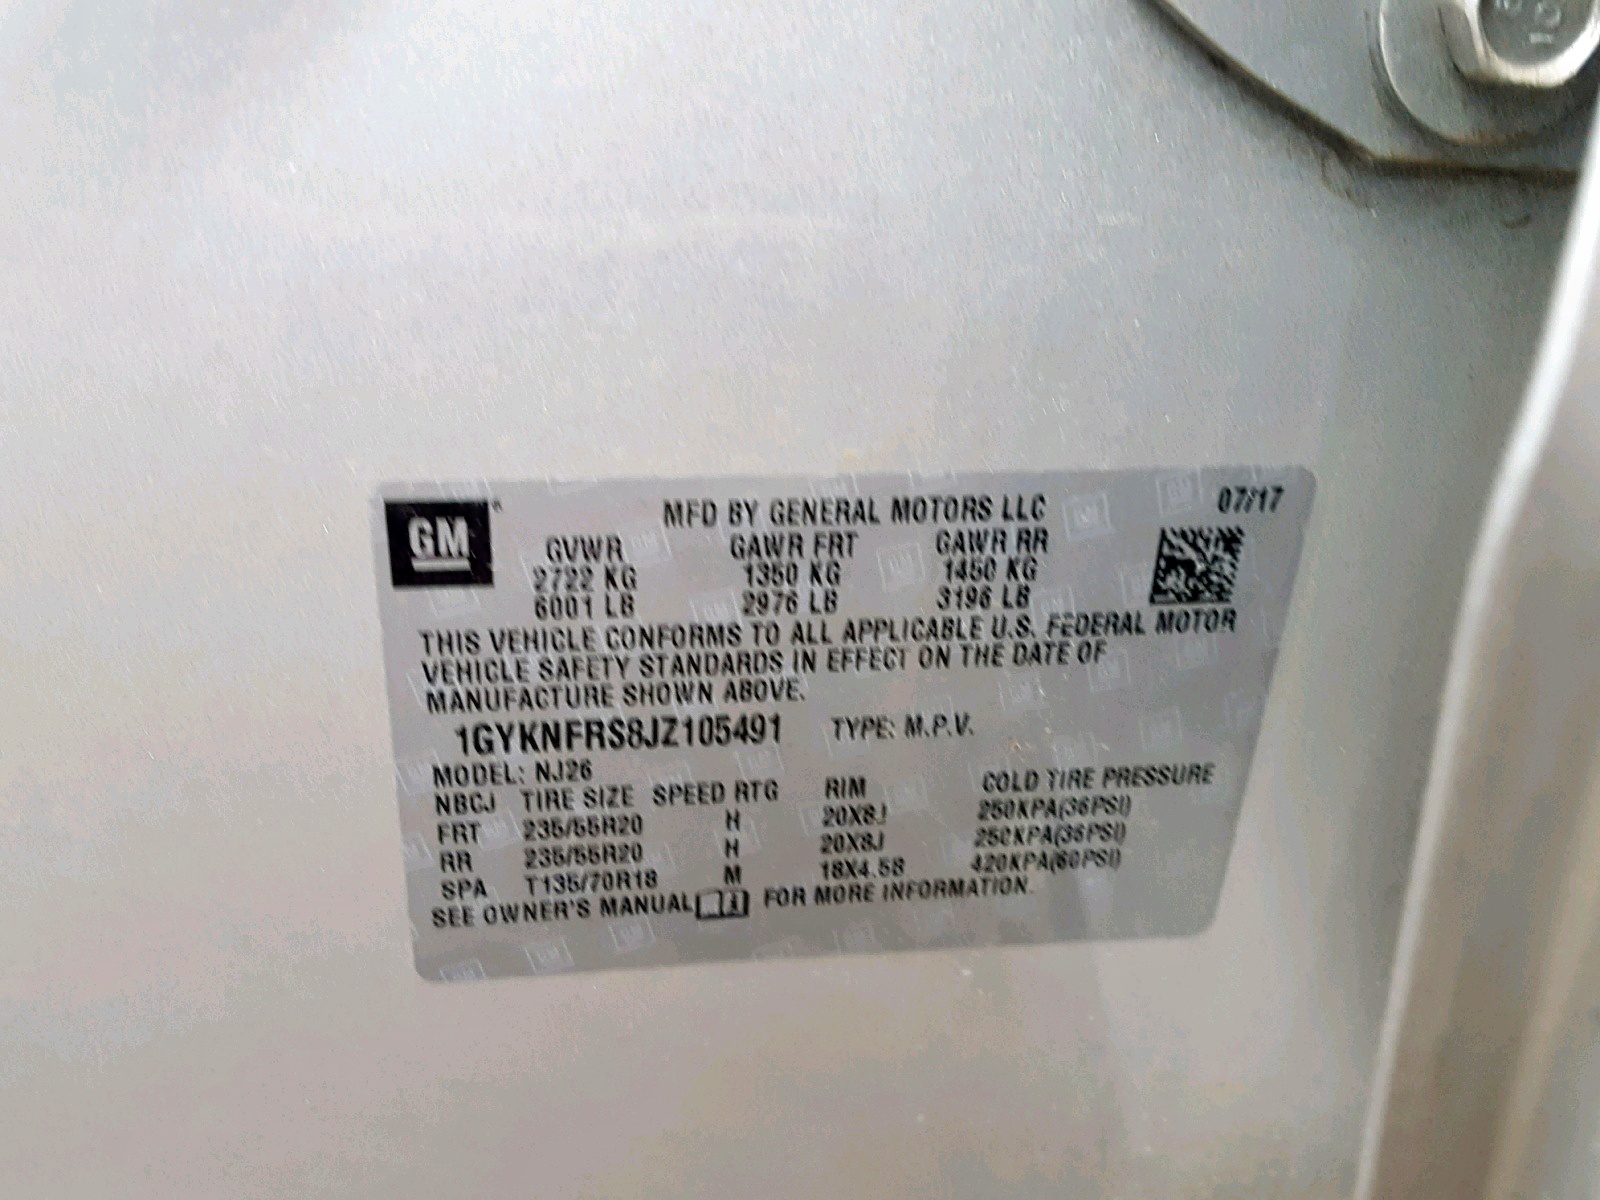 GM
MFD BY GENERAL MOTORS LLC 07/17
GVWR GAWR FRT GAWR RR
2722 KG 1350 KG 1450 KG
6001 LB 2976 LB 3196 LB
THIS VEHICLE CONFORMS TO ALL APPLICABLE U.S. FEDERAL MOTOR
VEHICLE SAFETY STANDARDS IN EFFECT ON THE DATE OF
MANUFACTURE SHOWN ABOVE.
1GYKNFRS8JZ105491 TYPE: M.P.V.
MODEL: NJ26
NBCJ TIRE SIZE SPEED RTG RIM COLD TIRE PRESSURE
FRT 235/55R20 H 20X8J 250KPA(36PSI)
RR 235/55R20 H 20X8J 250KPA(36PSI)
SPA T135/70R18 M 18X4.5B 420KPA(60PSI)
SEE OWNER'S MANUAL FOR MORE INFORMATION.